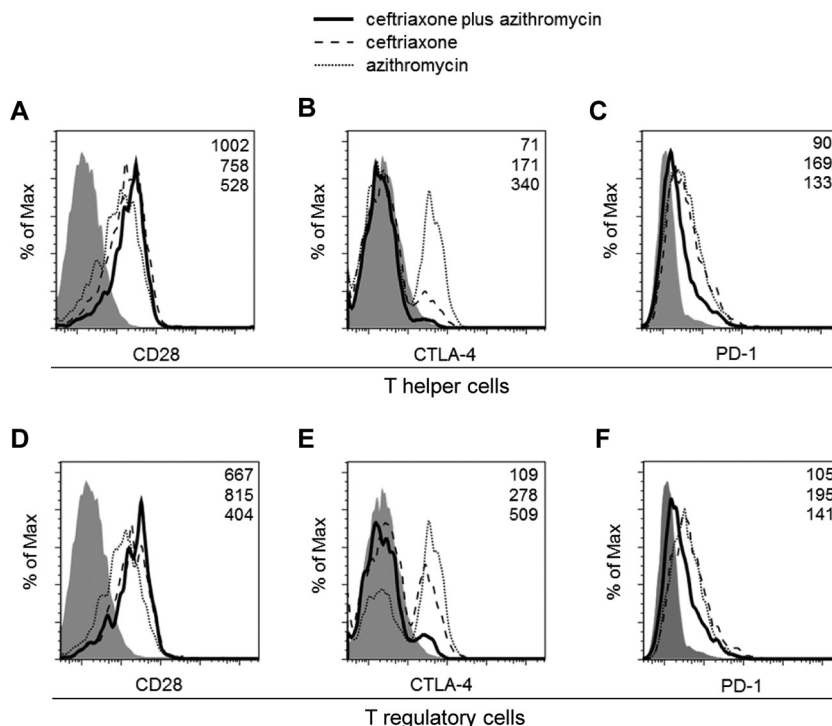 ceftriaxone plus azithromycin
ceftriaxone
azithromycin
A
B
C
1002
758
528
71
171
340
90
169
133
% of Max
% of Max
% of Max
CD28
CTLA-4
PD-1
T helper cells
D
E
F
667
815
404
109
278
509
105
195
141
% of Max
% of Max
% of Max
CD28
CTLA-4
PD-1
T regulatory cells